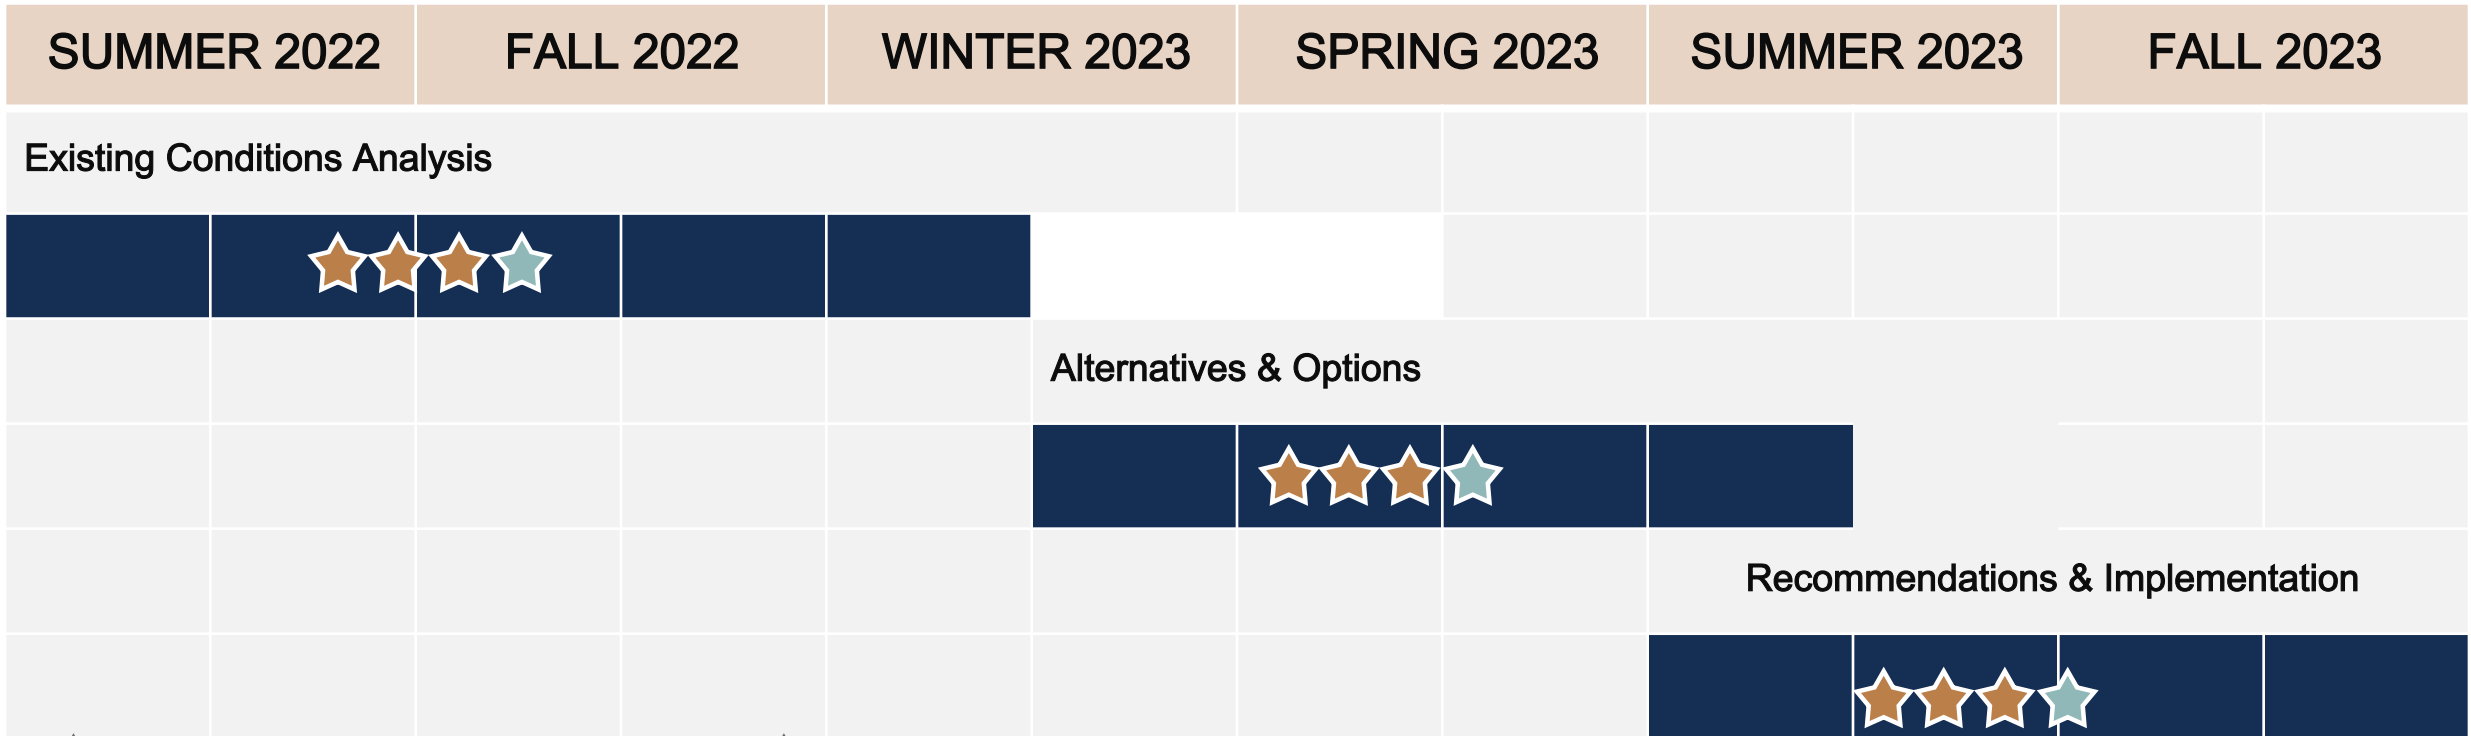 SUMMER 2022 FALL 2022 WINTER 2023 SPRING 2023 SUMMER 2023 FALL 2023
Existing Conditions Analysis
Alternatives & Options
Recommendations & Implementation